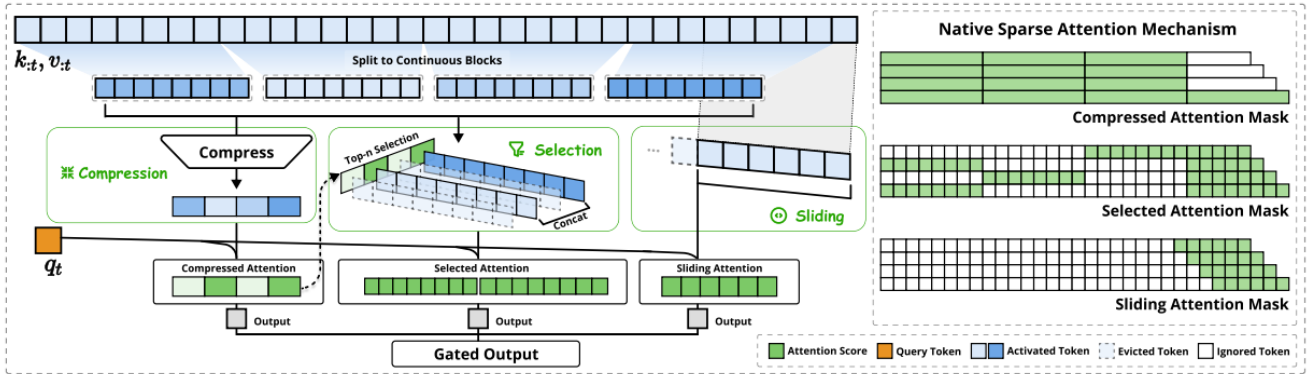 k:t, v:t
Split to Continuous Blocks
Compression
Compress
Top-n Selection
Selection
Concat
...
Sliding
qt
Compressed Attention
Selected Attention
Sliding Attention
Output
Output
Output
Gated Output
Native Sparse Attention Mechanism
Compressed Attention Mask
Selected Attention Mask
Sliding Attention Mask
Attention Score
Query Token
Activated Token
Evicted Token
Ignored Token